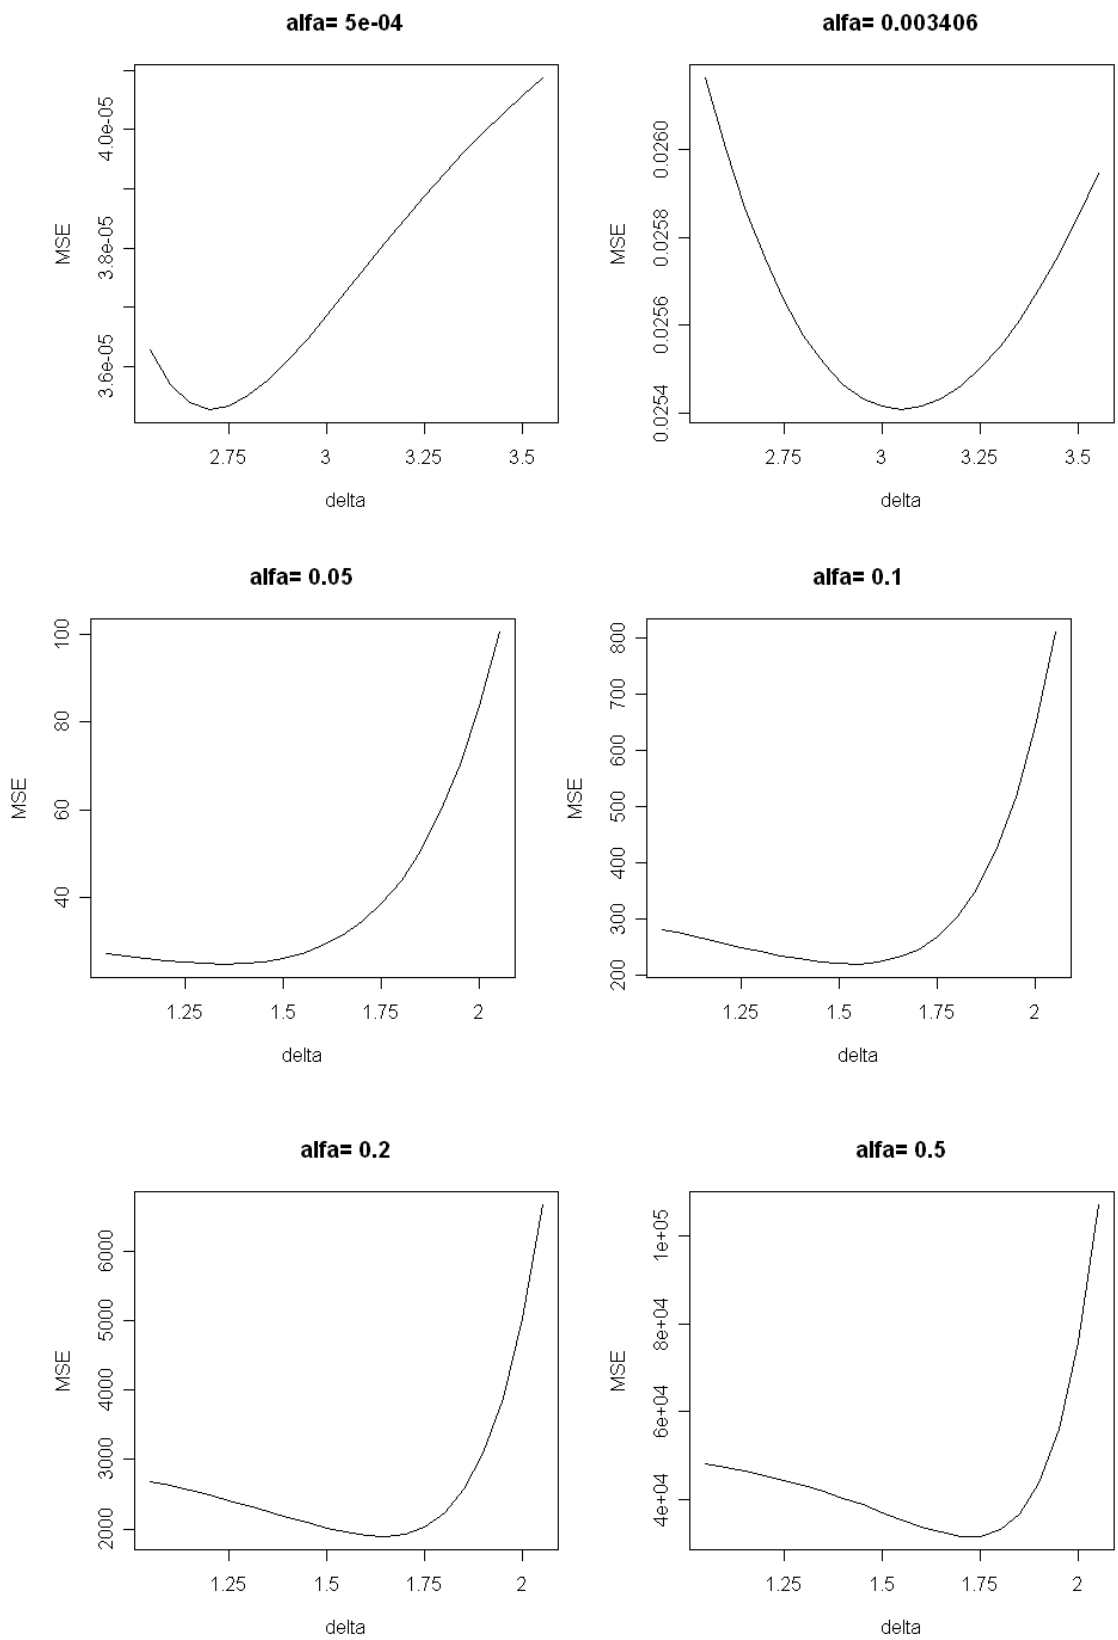 alfa= 5e-04
MSE
4.0e-05
3.8e-05
3.6e-05
2.75 3 3.25 3.5
delta
alfa= 0.003406
MSE
0.0260
0.0258
0.0256
0.0254
2.75 3 3.25 3.5
delta
alfa= 0.05
MSE
100
80
60
40
1.25 1.5 1.75 2
delta
alfa= 0.1
MSE
800
700
600
500
400
300
200
1.25 1.5 1.75 2
delta
alfa= 0.2
MSE
6000
5000
4000
3000
2000
1.25 1.5 1.75 2
delta
alfa= 0.5
MSE
1e+05
8e+04
6e+04
4e+04
1.25 1.5 1.75 2
delta